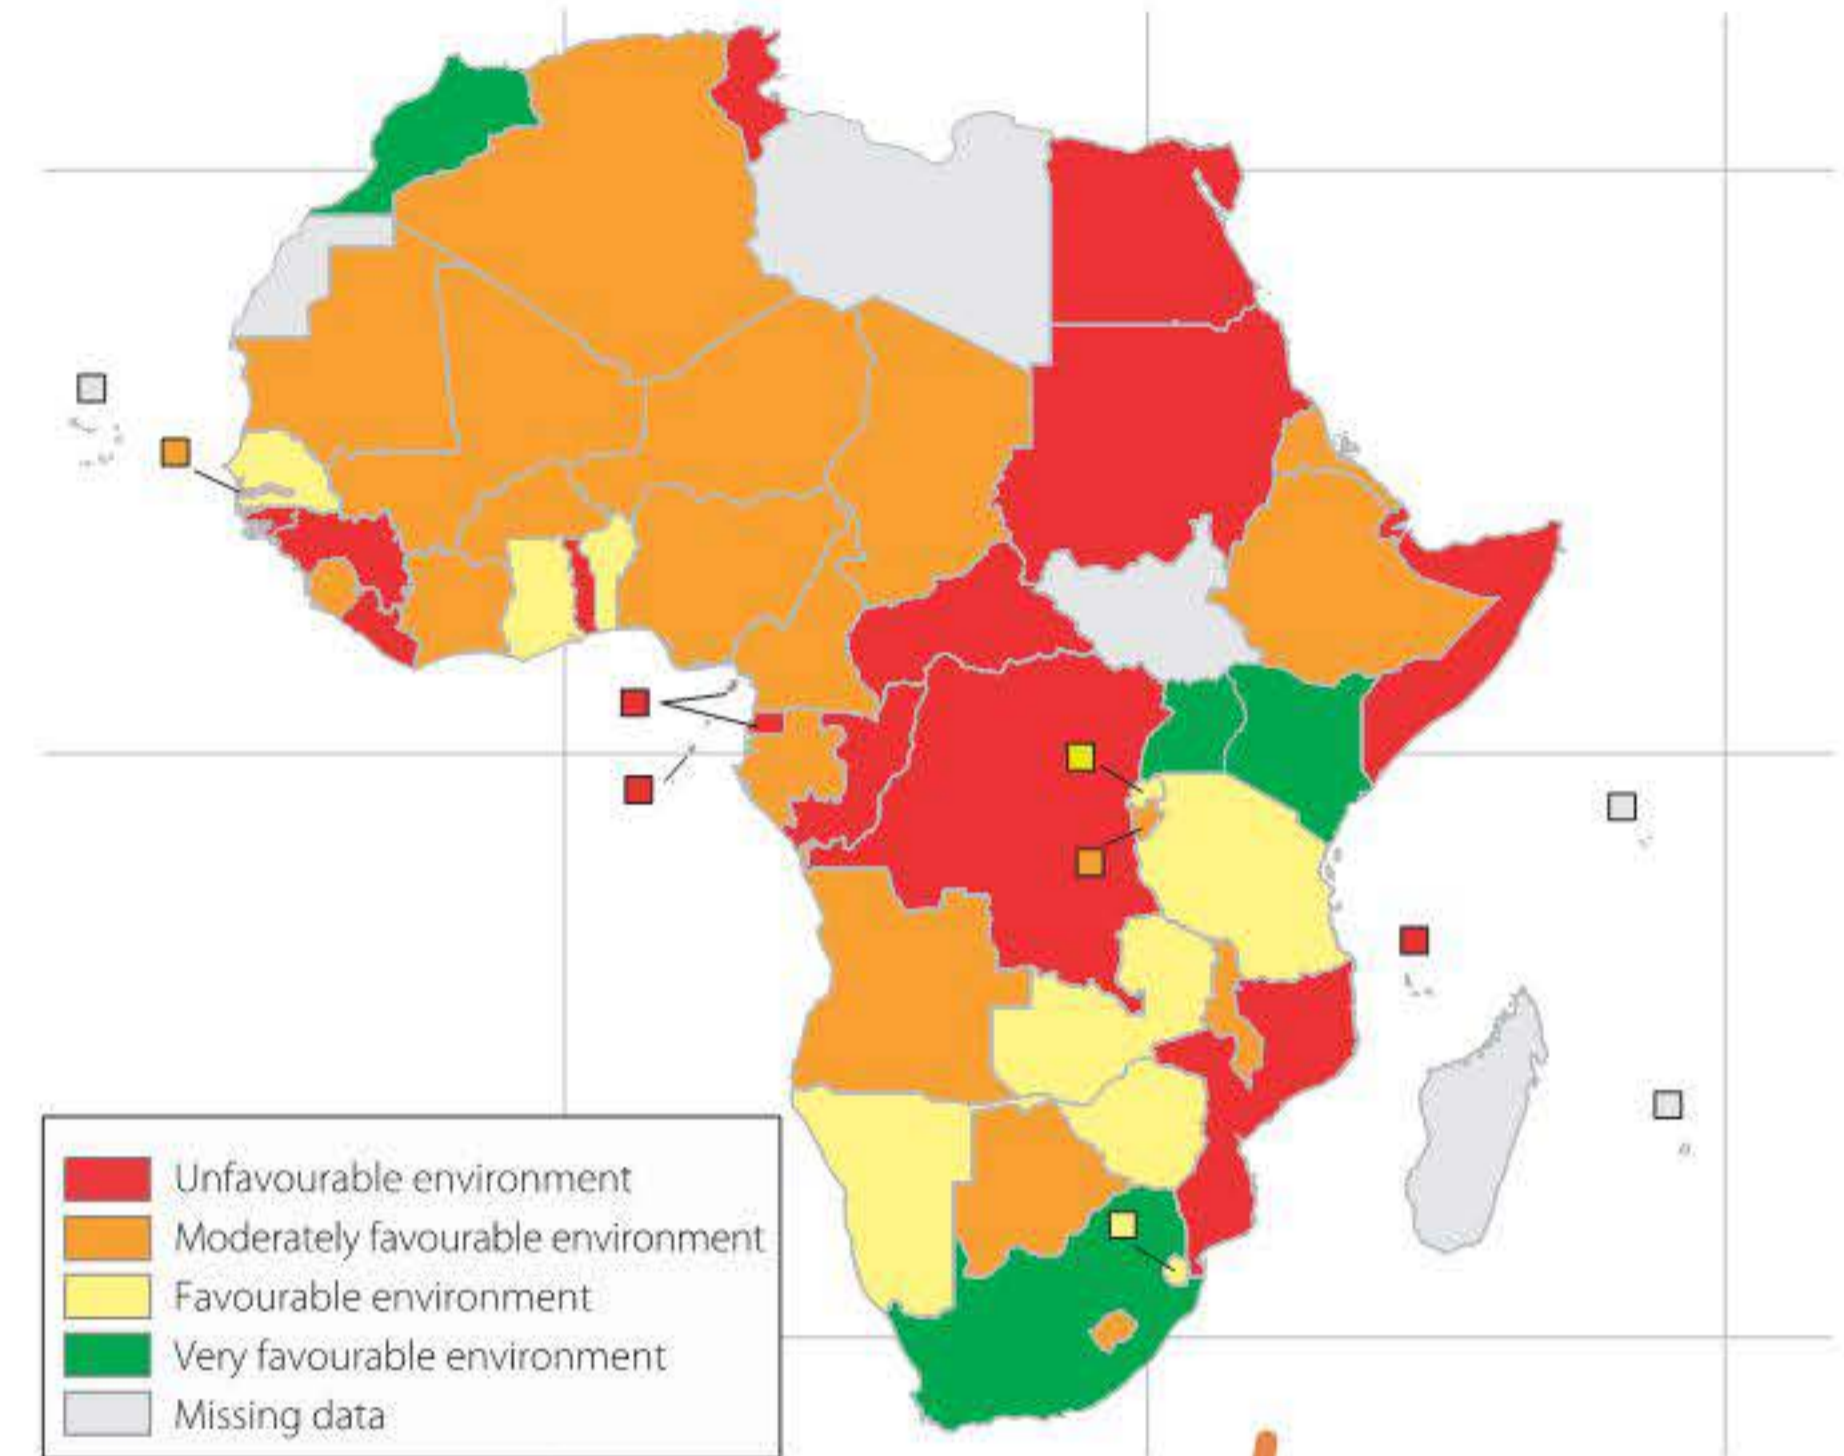 Unfavourable environment
Moderately favourable environment
Favourable environment
Very favourable environment
Missing data